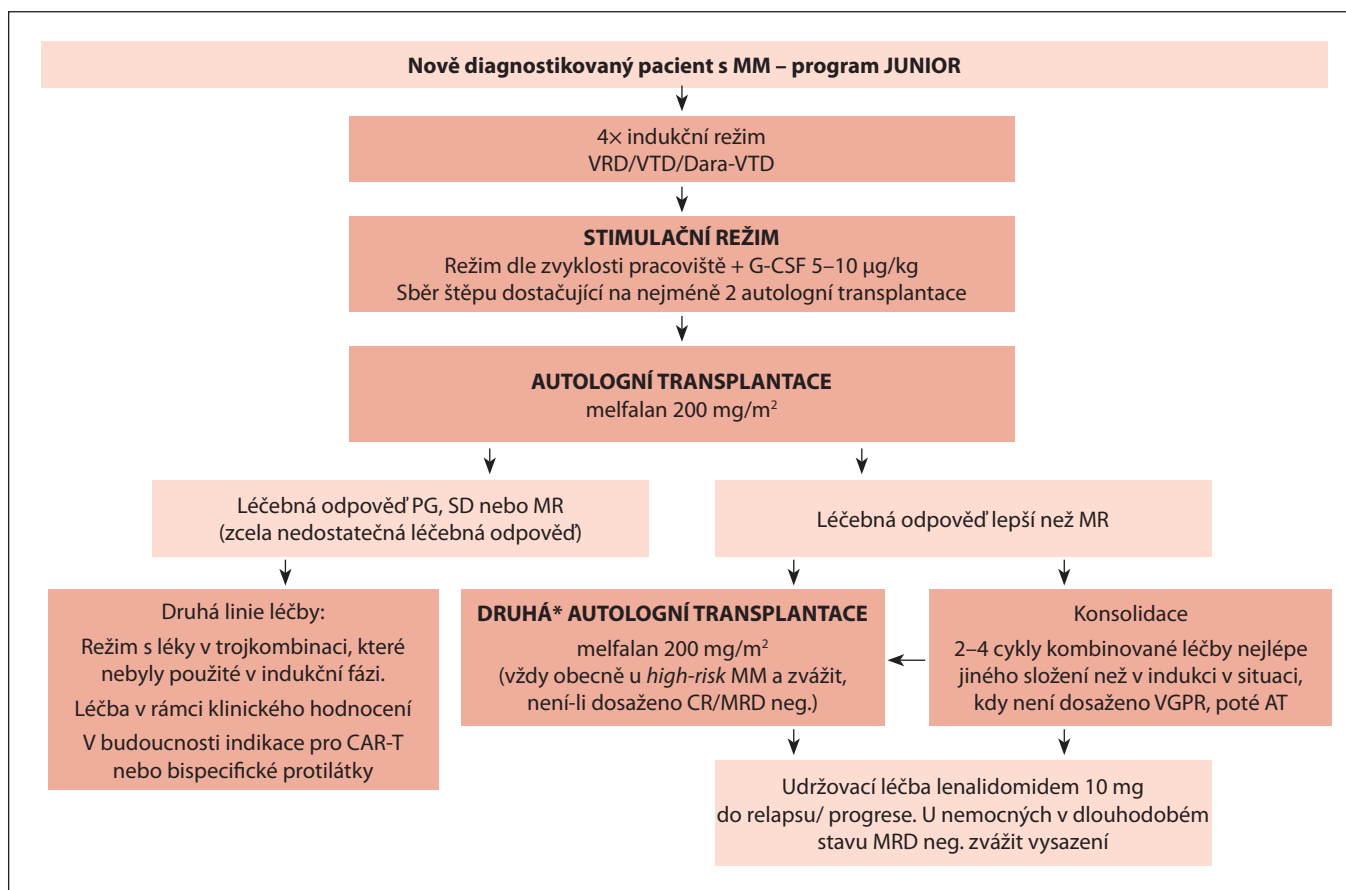 Nově diagnostikovaný pacient s MM – program JUNIOR
4× indukční režim
VRD/VTD/Dara-VTD
STIMULAČNÍ REŽIM
Režim dle zvyklosti pracoviště + G-CSF 5–10 µg/kg
Sběr štěpu dostačující na nejméně 2 autologní transplantace
AUTOLOGNÍ TRANSPLANTACE
melfalan 200 mg/m²
Léčebná odpověď PG, SD nebo MR
(zcela nedostatečná léčebná odpověď)
Léčebná odpověď lepší než MR
Druhá linie léčby:
Režim s léky v trojkombinaci, které
nebyly použité v indukční fázi.
Léčba v rámci klinického hodnocení
V budoucnosti indikace pro CAR-T
nebo bispecifické protilátky
DRUHÁ* AUTOLOGNÍ TRANSPLANTACE
melfalan 200 mg/m²
(vždy obecně u high-risk MM a zvážit,
není-li dosaženo CR/MRD neg.)
Konsolidace
2–4 cykly kombinované léčby nejlépe
jiného složení než v indukci v situaci,
kdy není dosaženo VGPR, poté AT
Udržovací léčba lenalidomidem 10 mg
do relapsu/ progrese. U nemocných v dlouhodobém
stavu MRD neg. zvážit vysazení